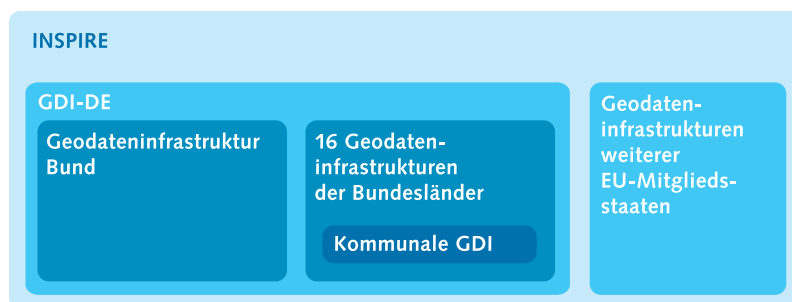 INSPIRE
GDI-DE
Geodateninfrastruktur
Bund
16 Geodaten-
infrastrukturen
der Bundesländer
Kommunale GDI
Geodaten-
infrastrukturen
weiterer
EU-Mitglieds-
staaten